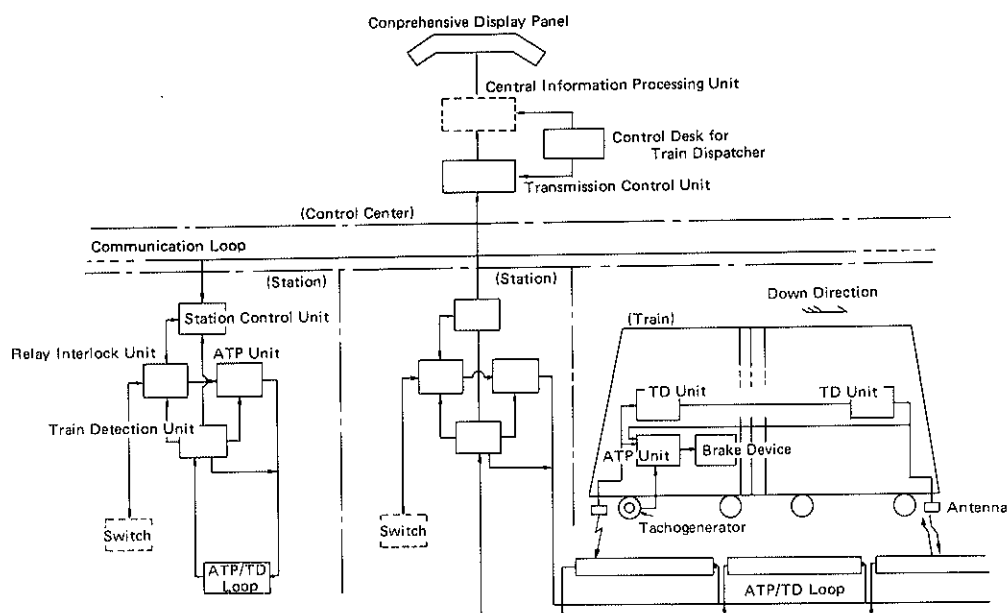 Conprehensive Display Panel
Central Information Processing Unit
Control Desk for
Train Dispatcher
Transmission Control Unit
(Control Center)
Communication Loop
(Station)
(Station)
Down Direction
Station Control Unit
(Train)
Relay Interlock Unit
ATP Unit
TD Unit
TD Unit
Train Detection Unit
ATP Unit
Brake Device
Antenna
Switch
Switch
Tachogenerator
ATP/TD
Loop
ATP/TD Loop